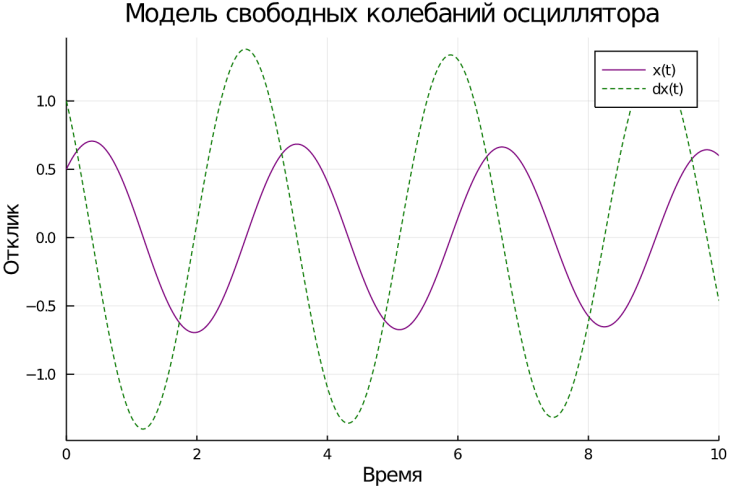 Модель свободных колебаний осциллятора
x(t)
dx(t)
1.0
0.5
0.0
−0.5
−1.0
Отклик
0 2 4 6 8 10
Время